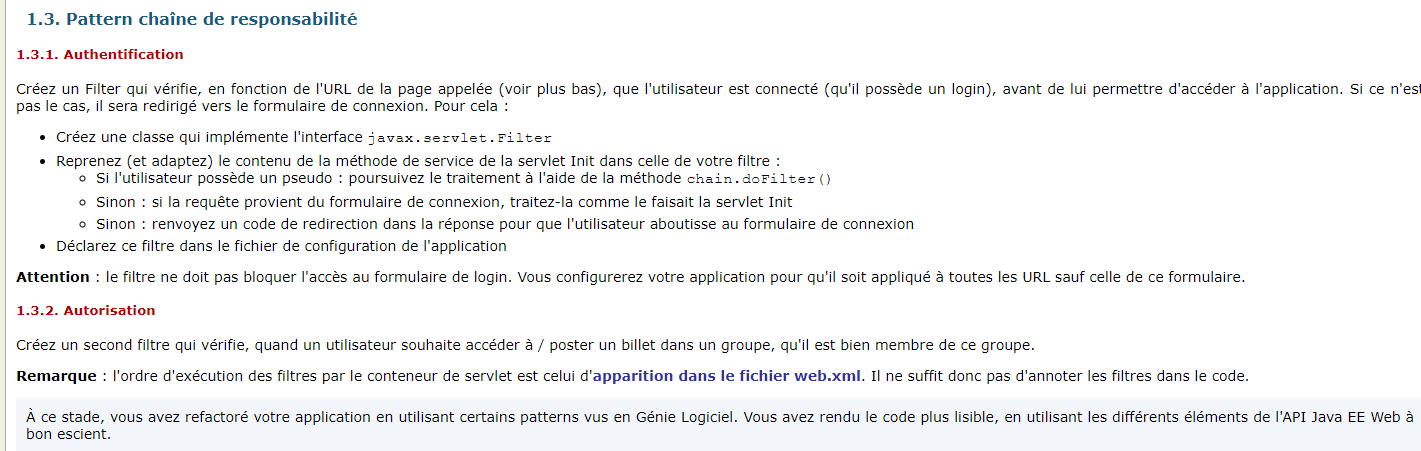 1.3. Pattern chaîne de responsabilité
1.3.1. Authentification
Créez un Filter qui vérifie, en fonction de l'URL de la page appelée (voir plus bas), que l'utilisateur est connecté (qu'il possède un login), avant de lui permettre d'accéder à l'application. Si ce n'est
pas le cas, il sera redirigé vers le formulaire de connexion. Pour cela :
• Créez une classe qui implémente l'interface javax.servlet.Filter
• Reprenez (et adaptez) le contenu de la méthode de service de la servlet Init dans celle de votre filtre :
◦ Si l'utilisateur possède un pseudo : poursuivez le traitement à l'aide de la méthode chain.doFilter()
◦ Sinon : si la requête provient du formulaire de connexion, traitez-la comme le faisait la servlet Init
◦ Sinon : renvoyez un code de redirection dans la réponse pour que l'utilisateur aboutisse au formulaire de connexion
• Déclarez ce filtre dans le fichier de configuration de l'application
Attention : le filtre ne doit pas bloquer l'accès au formulaire de login. Vous configurerez votre application pour qu'il soit appliqué à toutes les URL sauf celle de ce formulaire.
1.3.2. Autorisation
Créez un second filtre qui vérifie, quand un utilisateur souhaite accéder à / poster un billet dans un groupe, qu'il est bien membre de ce groupe.
Remarque : l'ordre d'exécution des filtres par le conteneur de servlet est celui d'apparition dans le fichier web.xml. Il ne suffit donc pas d'annoter les filtres dans le code.
À ce stade, vous avez refactoré votre application en utilisant certains patterns vus en Génie Logiciel. Vous avez rendu le code plus lisible, en utilisant les différents éléments de l'API Java EE Web à
bon escient.